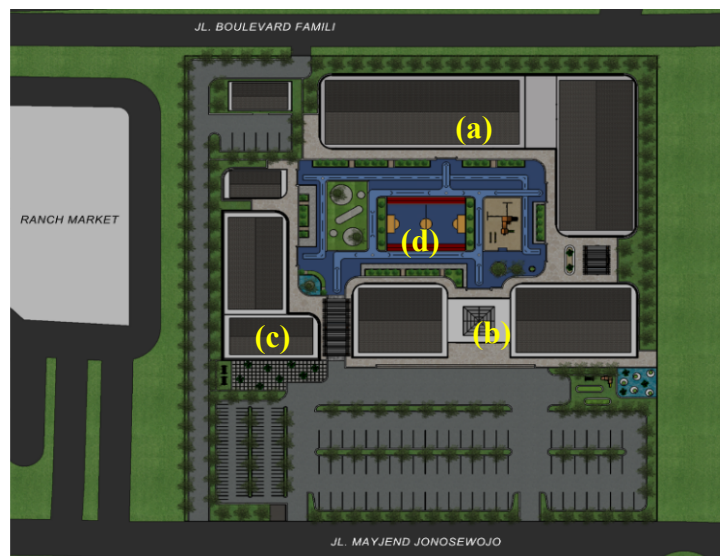 JL. BOULEVARD FAMILI
(a)
RANCH MARKET
(d)
(c)
(b)
JL. MAYJEND JONOSEWOJO